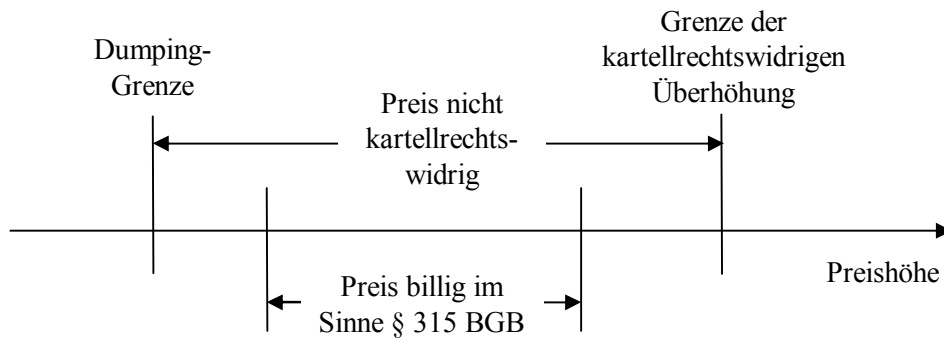 Dumping-
Grenze
Preis nicht
kartellrechts-
widrig
Grenze der
kartellrechtswidrigen
Überhöhung
Preishöhe
Preis billig im
Sinne § 315 BGB